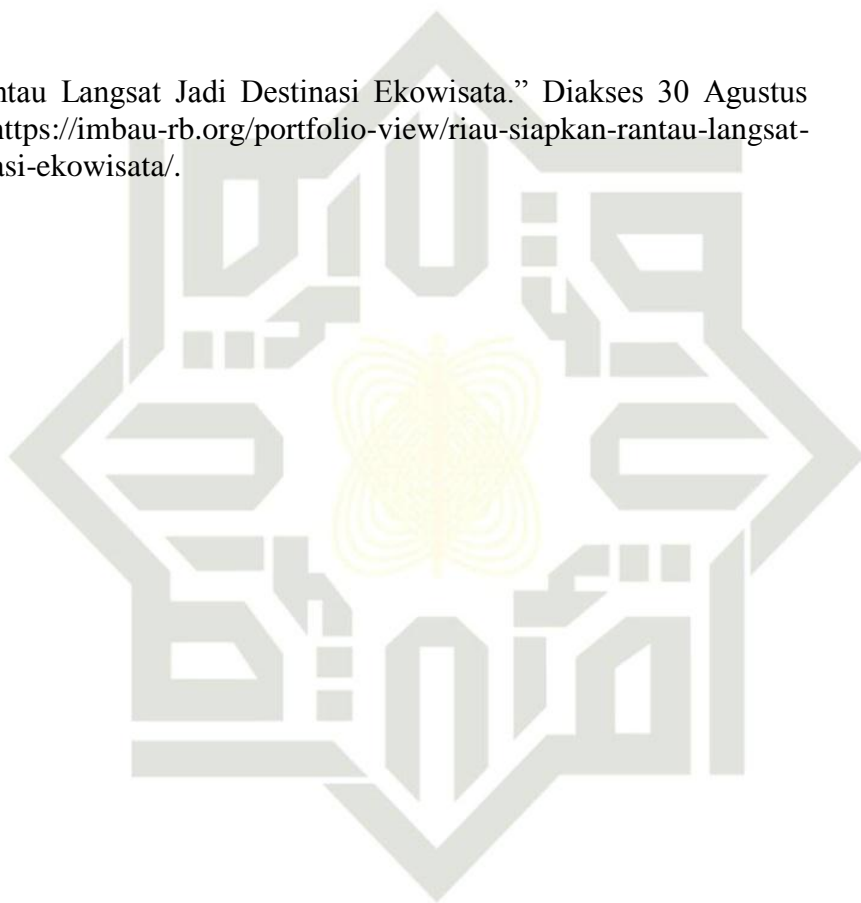 ntau Langsat Jadi Destinasi Ekowisata.” Diakses 30 Agustus
https://imbau-rb.org/portfolio-view/riau-siapkan-rantau-langsat-
asi-ekowisata/.